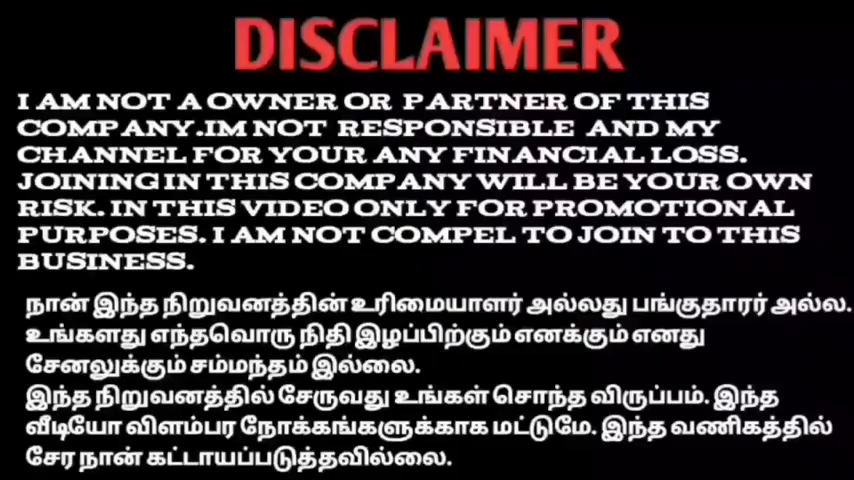 DISCLAIMER
I AM NOT A OWNER OR PARTNER OF THIS
COMPANY.IM NOT RESPONSIBLE AND MY
CHANNEL FOR YOUR ANY FINANCIAL LOSS.
JOINING IN THIS COMPANY WILL BE YOUR OWN
RISK. IN THIS VIDEO ONLY FOR PROMOTIONAL
PURPOSES. I AM NOT COMPEL TO JOIN TO THIS
BUSINESS.
நான் இந்த நிறுவனத்தின் உரிமையாளர் அல்லது பங்குதாரர் அல்ல.
உங்களது எந்தவொரு நிதி இழப்பிற்கும் எனக்கும் எனது
சேனலுக்கும் சம்மந்தம் இல்லை.
இந்த நிறுவனத்தில் சேருவது உங்கள் சொந்த விருப்பம். இந்த
வீடியோ விளம்பர நோக்கங்களுக்காக மட்டுமே. இந்த வணிகத்தில்
சேர நான் கட்டாயப்படுத்தவில்லை.